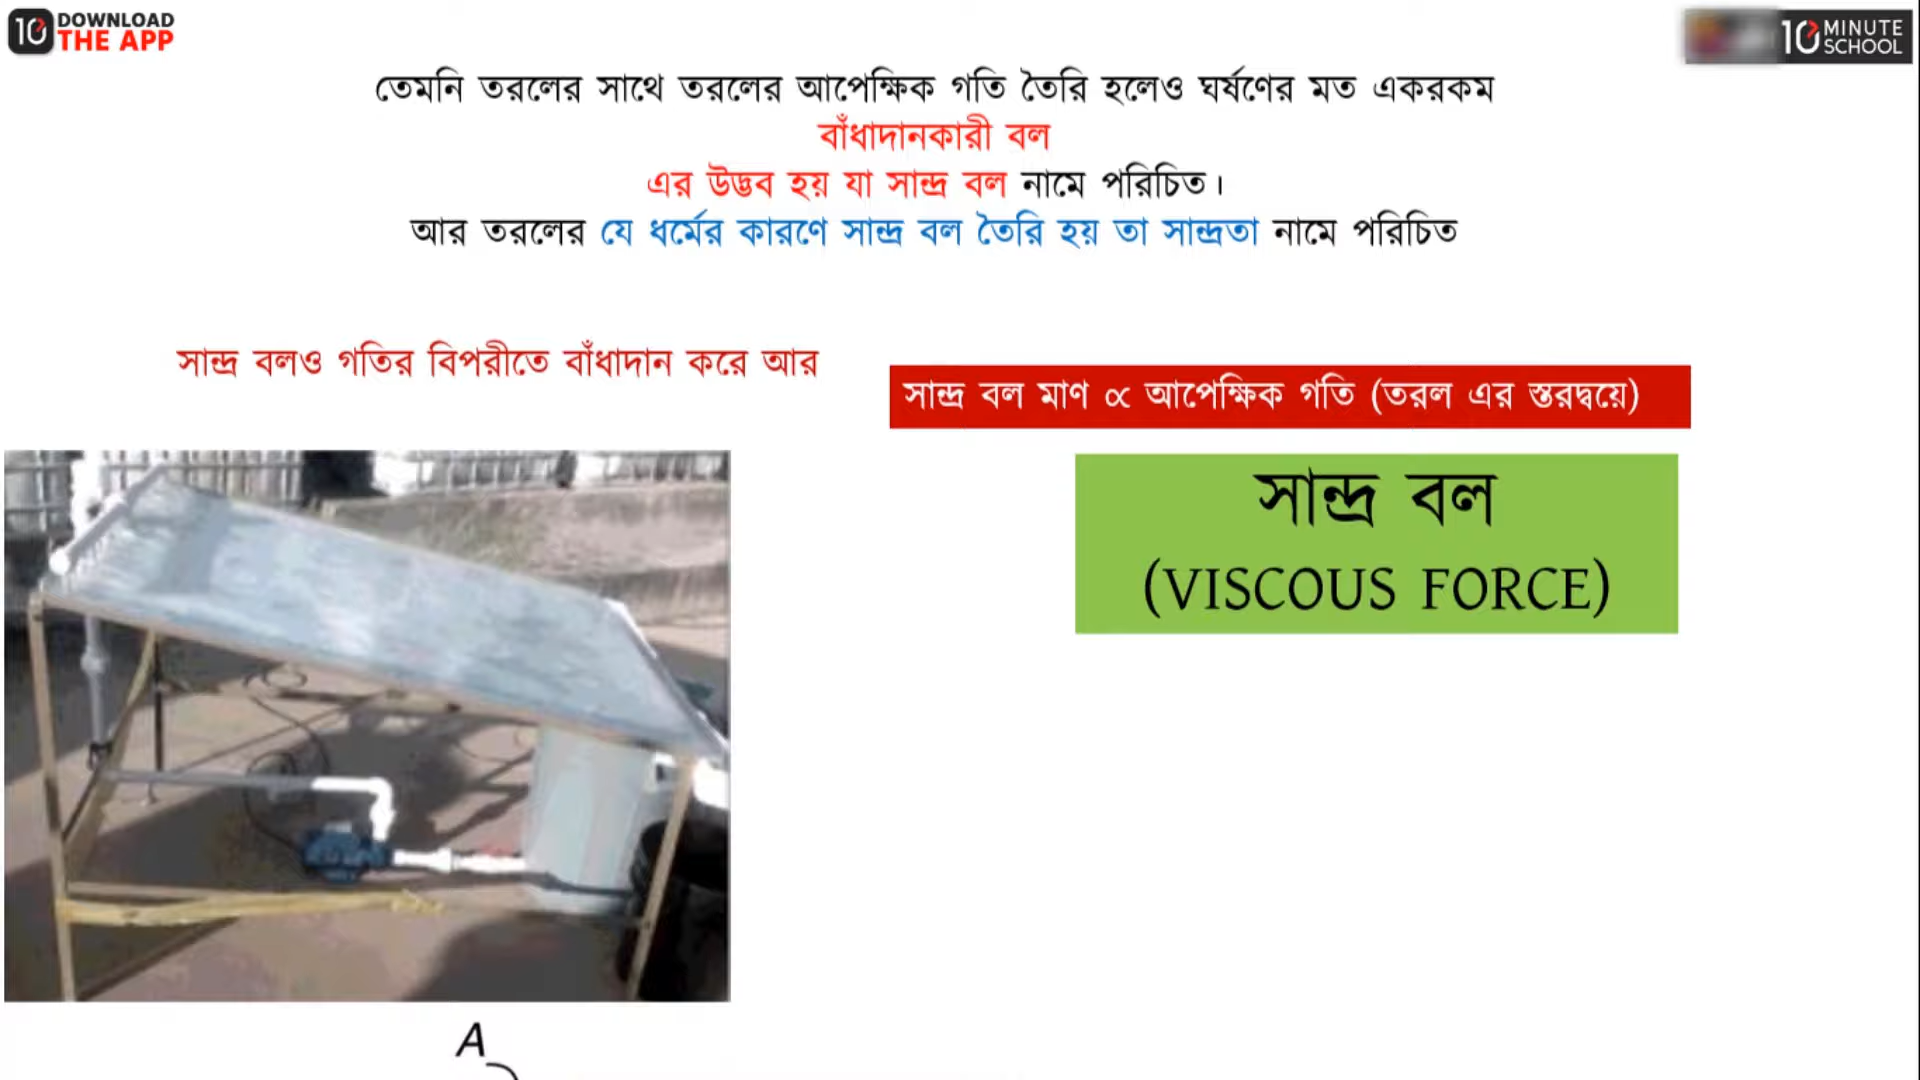 DOWNLOAD
THE APP
10 MINUTE
SCHOOL
তেমনি তরলের সাথে তরলের আপেক্ষিক গতি তৈরি হলেও ঘর্ষণের মত একরকম
বাঁধাদানকারী বল
এর উদ্ভব হয় যা সান্দ্র বল নামে পরিচিত।
আর তরলের যে ধর্মের কারণে সান্দ্র বল তৈরি হয় তা সান্দ্রতা নামে পরিচিত
সান্দ্র বলও গতির বিপরীতে বাঁধাদান করে আর
সান্দ্র বল মাণ ∝ আপেক্ষিক গতি (তরল এর স্তরদ্বয়ে)
সান্দ্র বল
(VISCOUS FORCE)
A